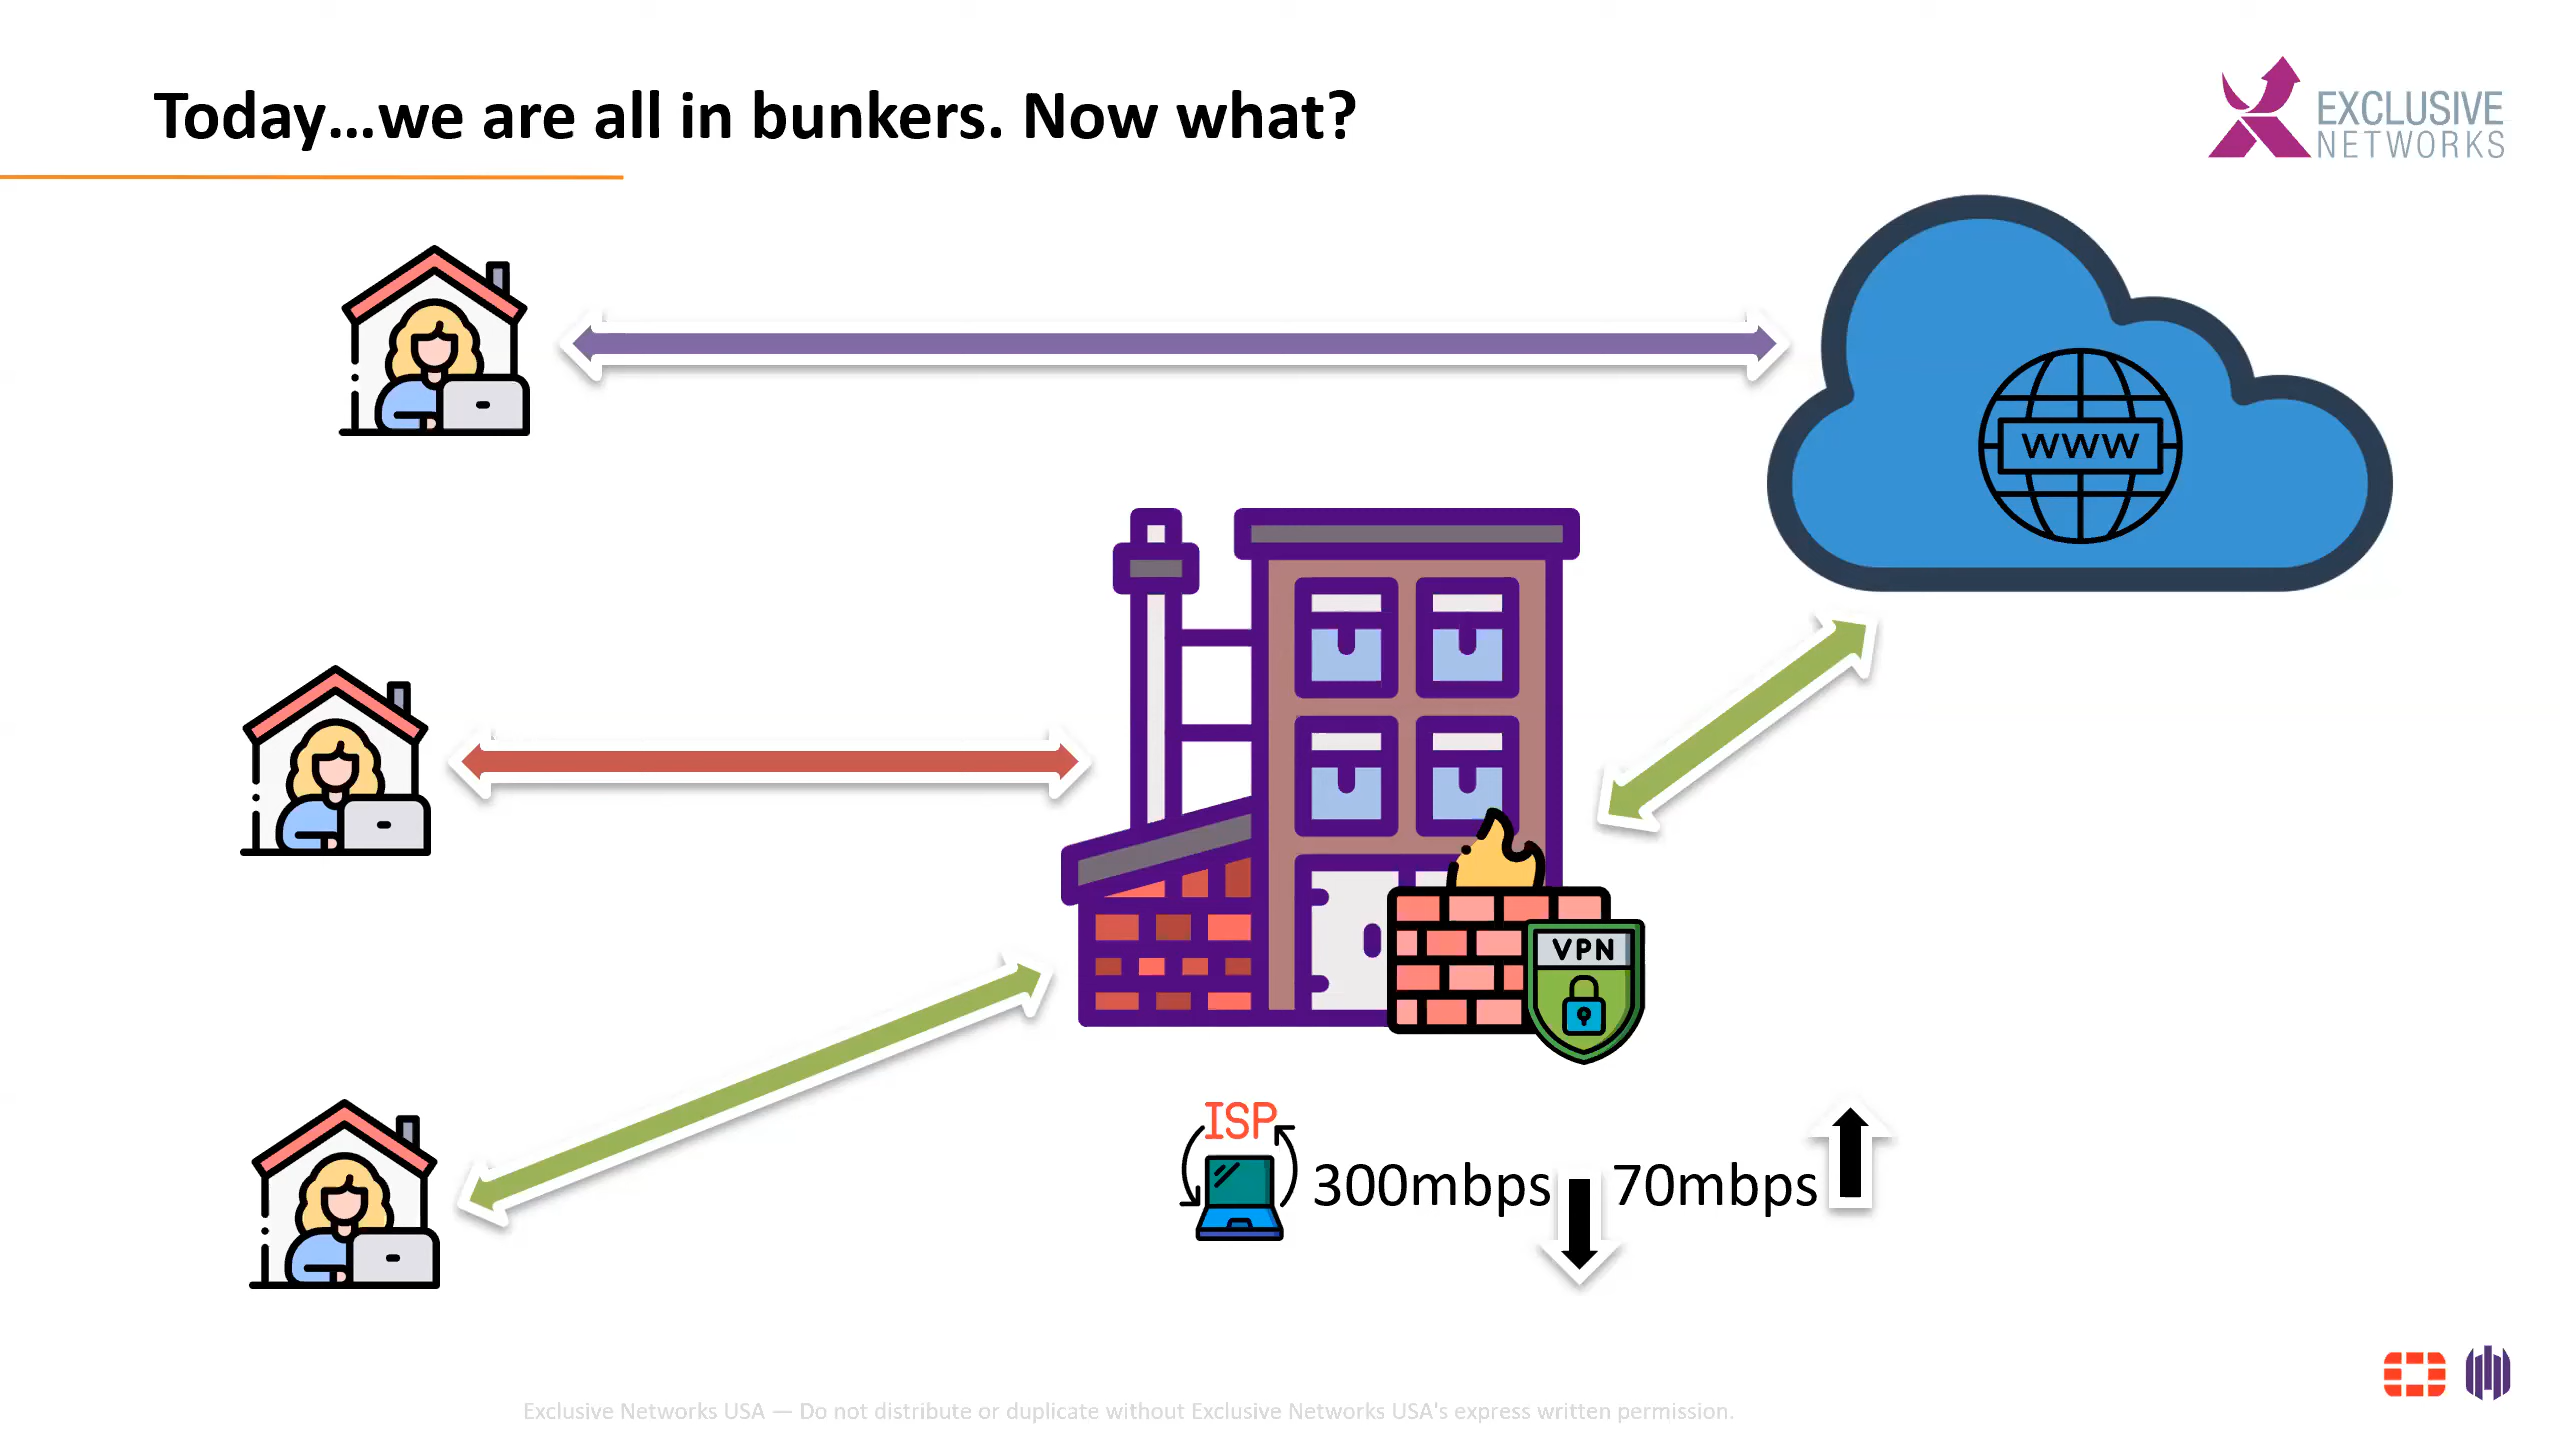 Today…we are all in bunkers. Now what?
EXCLUSIVE
NETWORKS
WWW
VPN
ISP
300mbps
70mbps
Exclusive Networks USA — Do not distribute or duplicate without Exclusive Networks USA's express written permission.